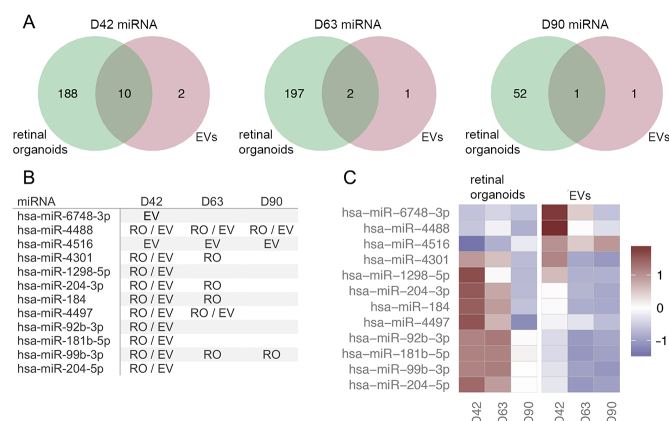 A
D42 miRNA
D63 miRNA
D90 miRNA
188
10
2
197
2
1
52
1
1
retinal
organoids
EVs
retinal
organoids
EVs
retinal
organoids
EVs
B
miRNA D42 D63 D90
hsa-miR-6748-3p EV
hsa-miR-4488 RO / EV RO / EV RO / EV
hsa-miR-4516 EV EV EV
hsa-miR-4301 RO / EV RO
hsa-miR-1298-5p RO / EV
hsa-miR-204-3p RO / EV RO
hsa-miR-184 RO / EV RO
hsa-miR-4497 RO / EV RO / EV
hsa-miR-92b-3p RO / EV
hsa-miR-181b-5p RO / EV
hsa-miR-99b-3p RO / EV RO RO
hsa-miR-204-5p RO / EV
C
retinal
organoids
EVs
hsa−miR−6748−3p
hsa−miR−4488
hsa−miR−4516
hsa−miR−4301
hsa−miR−1298−5p
hsa−miR−204−3p
hsa−miR−184
hsa−miR−4497
hsa−miR−92b−3p
hsa−miR−181b−5p
hsa−miR−99b−3p
hsa−miR−204−5p
D42
D63
D90
D42
D63
D90
1
0
−1